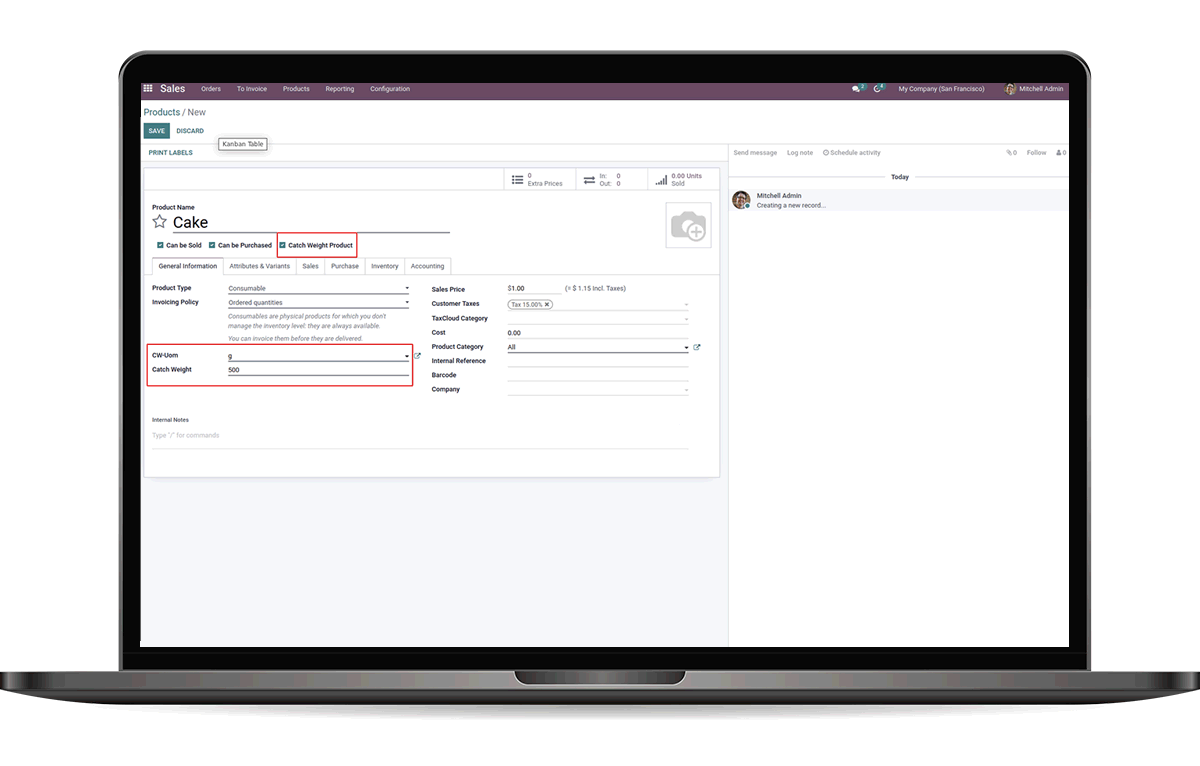 Sales Orders To Invoice Products Reporting Configuration 2 4 My Company (San Francisco) Mitchell Admin
Products / New
SAVE DISCARD
Kanban Table
PRINT LABELS
Send message Log note Schedule activity 0 Follow 0
Today
0 Extra Prices
In: 0
Out: 0
0.00 Units
Sold
Mitchell Admin
Creating a new record...
Product Name
Cake
Can be Sold Can be Purchased Catch Weight Product
General Information Attributes & Variants Sales Purchase Inventory Accounting
Product Type Consumable
Invoicing Policy Ordered quantities
Consumables are physical products for which you don't
manage the inventory level: they are always available.
You can invoice them before they are delivered.
CW-Uom g
Catch Weight 500
Sales Price $1.00 (= $ 1.15 Incl. Taxes)
Customer Taxes Tax 15.00% ×
TaxCloud Category
Cost 0.00
Product Category All
Internal Reference
Barcode
Company
Internal Notes
Type "/" for commands